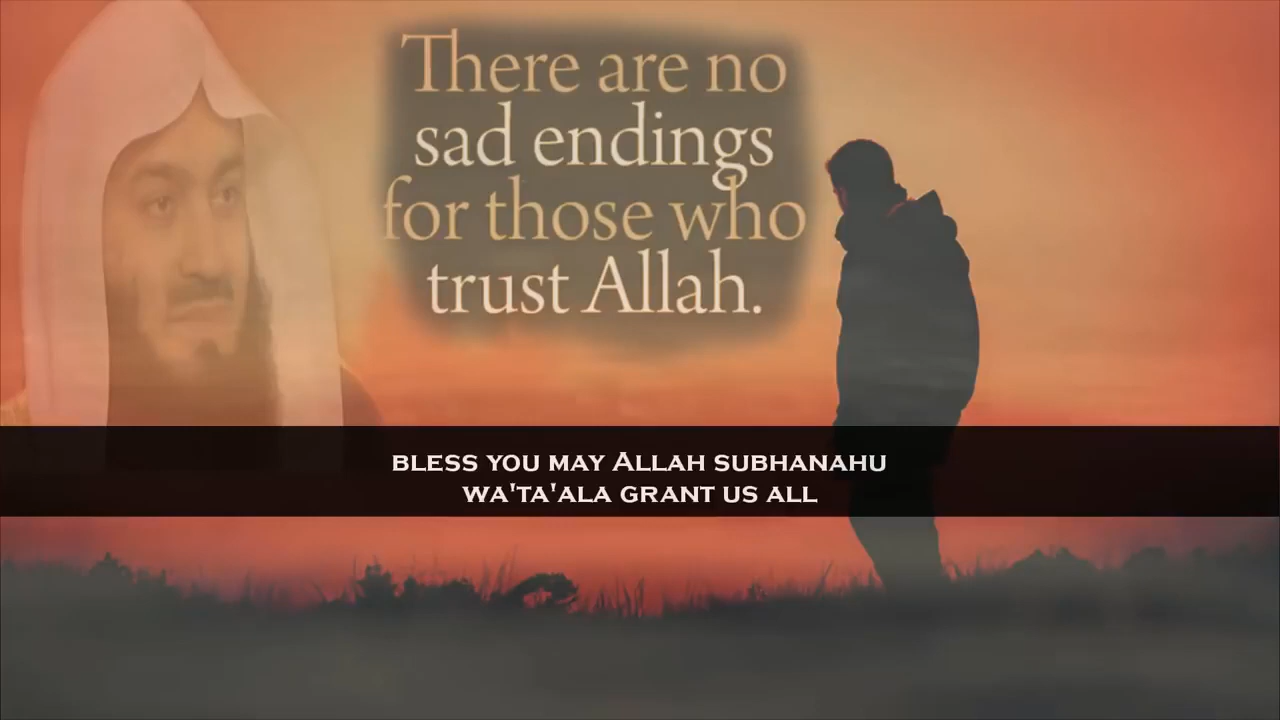 There are no
sad endings
for those who
trust Allah.
BLESS YOU MAY ALLAH SUBHANAHU
WA'TA'ALA GRANT US ALL